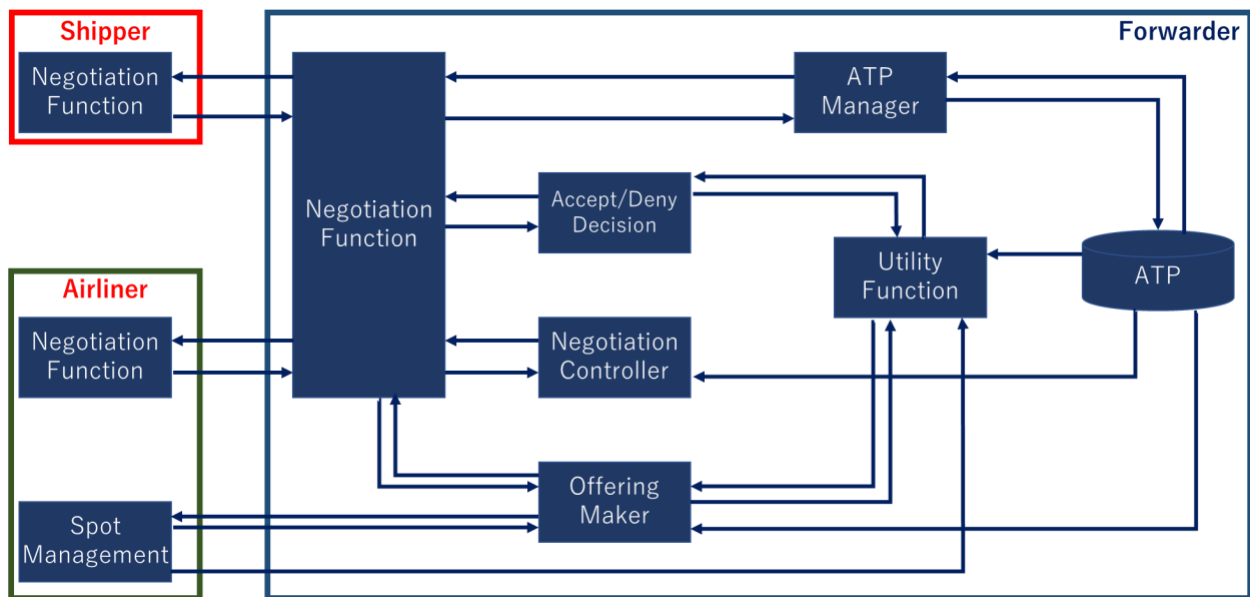 Shipper
Negotiation
Function
Forwarder
Negotiation
Function
ATP
Manager
Accept/Deny
Decision
Utility
Function
ATP
Airliner
Negotiation
Function
Negotiation
Controller
Offering
Maker
Spot
Management